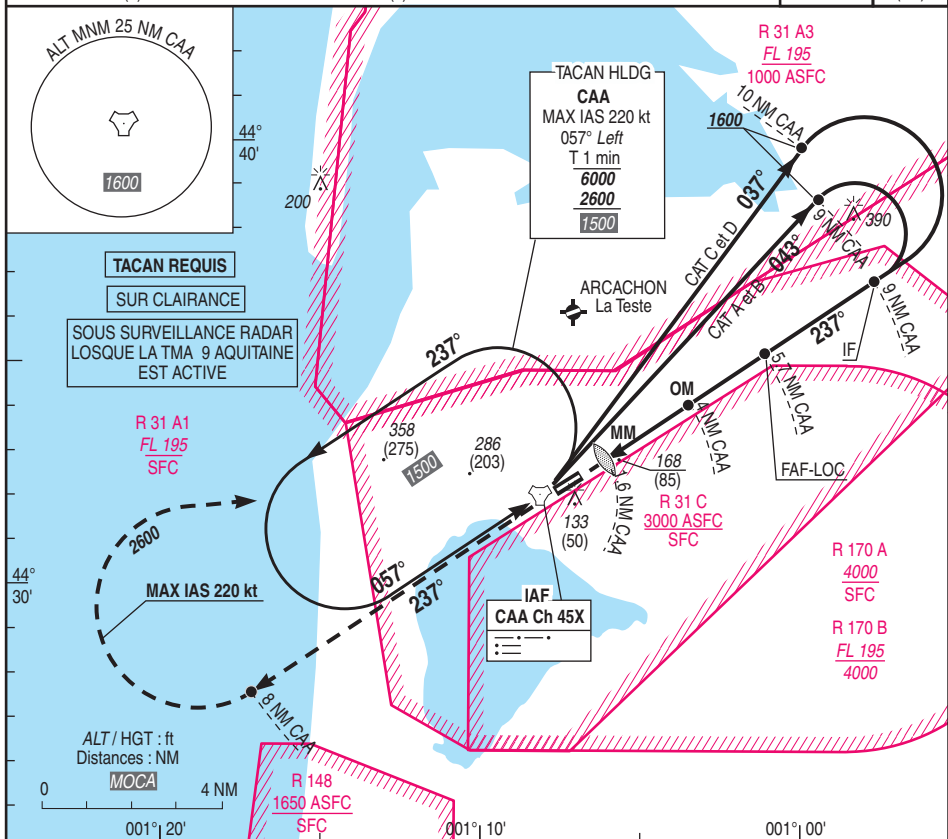 ALT MNM 25 NM CAA
1600
44°
40'
200
TACAN REQUIS
SUR CLAIRANCE
SOUS SURVEILLANCE RADAR
LOSQUE LA TMA 9 AQUITAINE
EST ACTIVE
TACAN HLDG
CAA
MAX IAS 220 kt
057° Left
T 1 min
6000
2600
1500
R 31 A3
FL 195
1000 ASFC
10 NM CAA
1600
037°
CAT C et D
9 NM CAA
390
043°
CAT A et B
ARCACHON
La Teste
9 NM CAA
237°
IF
5,7 NM CAA
237°
OM
4 NM CAA
FAF-LOC
R 31 A1
FL 195
SFC
358
(275)
1500
286
(203)
MM
168
(85)
1,6 NM CAA
133
(50)
R 31 C
3000 ASFC
SFC
2600
MAX IAS 220 kt
057°
237°
44°
30'
IAF
CAA Ch 45X
R 170 A
4000
SFC
R 170 B
FL 195
4000
8 NM CAA
ALT / HGT : ft
Distances : NM
MOCA
0
4 NM
R 148
1650 ASFC
SFC
001° 20'
001° 10'
001° 00'